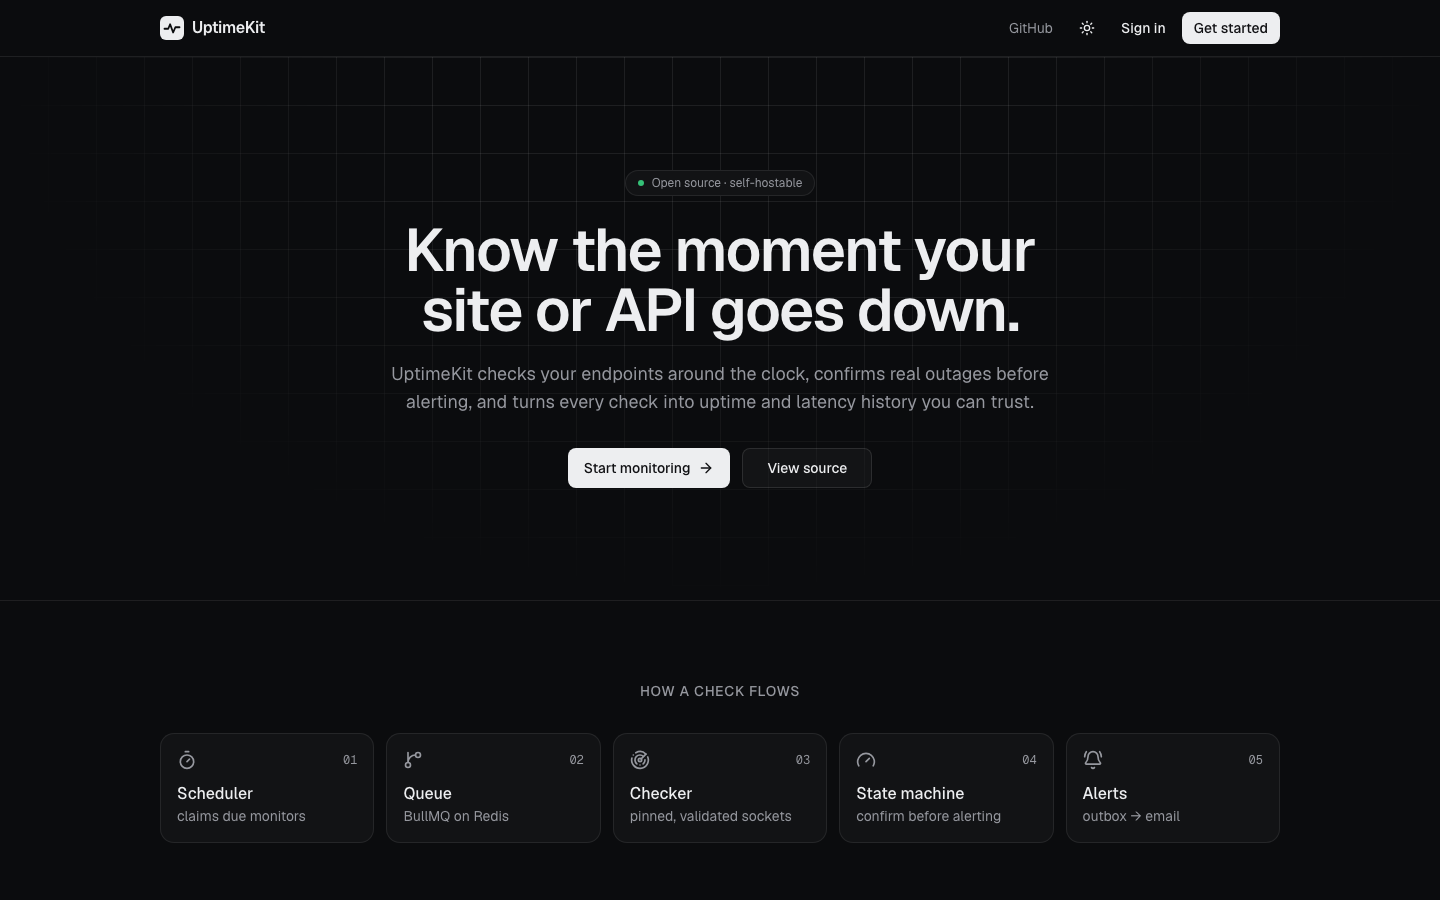 UptimeKit
GitHub
Sign in
Get started
Open source · self-hostable
Know the moment your
site or API goes down.
UptimeKit checks your endpoints around the clock, confirms real outages before
alerting, and turns every check into uptime and latency history you can trust.
Start monitoring →
View source
HOW A CHECK FLOWS
01
Scheduler
claims due monitors
02
Queue
BullMQ on Redis
03
Checker
pinned, validated sockets
04
State machine
confirm before alerting
05
Alerts
outbox → email